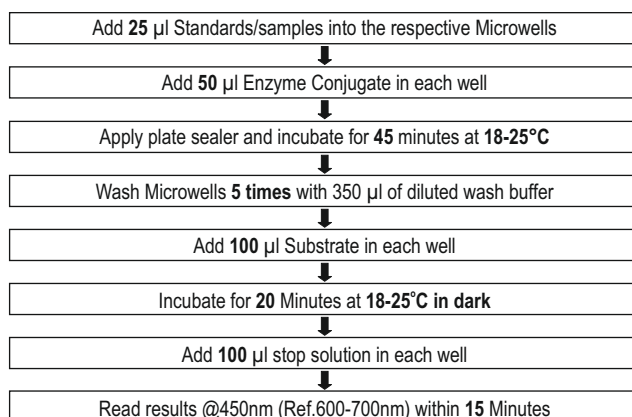 Add 25 µl Standards/samples into the respective Microwells
Add 50 µl Enzyme Conjugate in each well
Apply plate sealer and incubate for 45 minutes at 18-25°C
Wash Microwells 5 times with 350 µl of diluted wash buffer
Add 100 µl Substrate in each well
Incubate for 20 Minutes at 18-25°C in dark
Add 100 µl stop solution in each well
Read results @450nm (Ref.600-700nm) within 15 Minutes